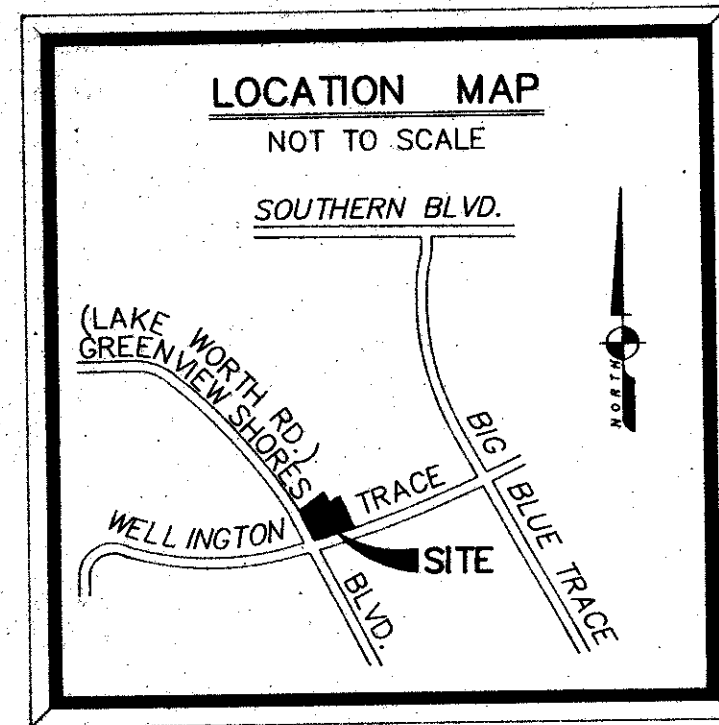 LOCATION MAP
NOT TO SCALE
SOUTHERN BLVD.
(LAKE WORTH RD.)
GREENVIEW SHORES
BLVD.
WELLINGTON
TRACE
BIG BLUE TRACE
SITE
NORTH